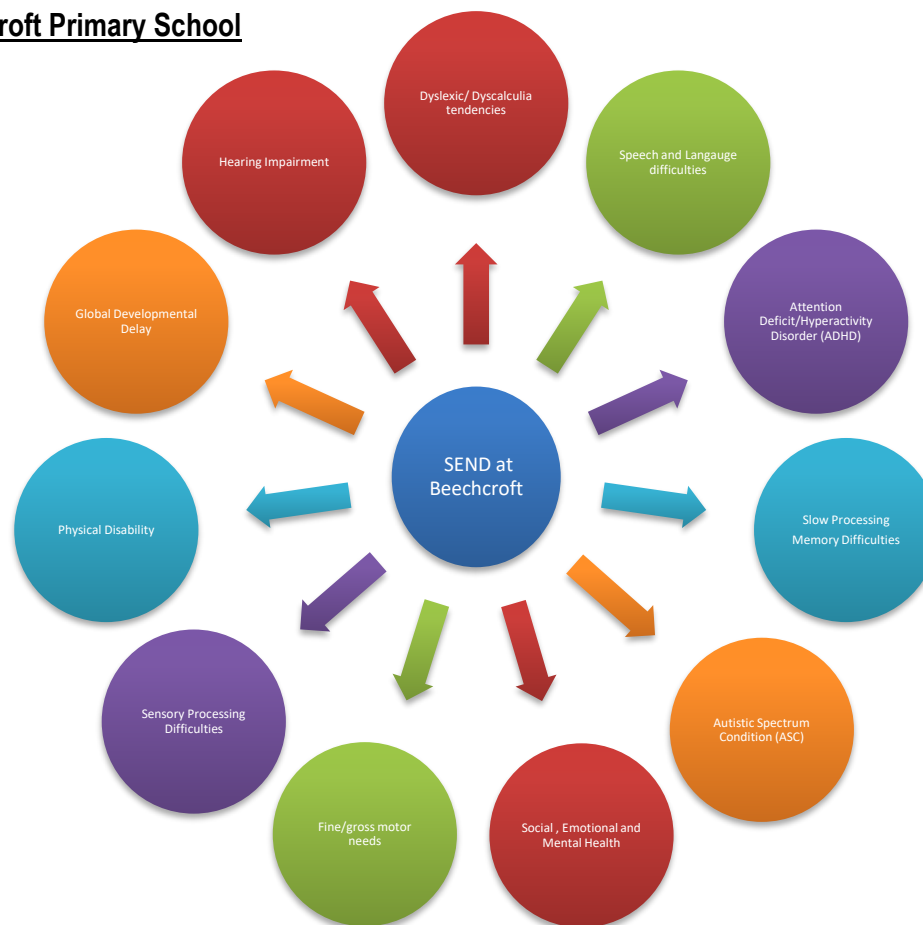 roft Primary School
Dyslexic/ Dyscalculia
tendencies
Speech and Langauge
difficulties
Attention
Deficit/Hyperactivity
Disorder (ADHD)
Slow Processing
Memory Difficulties
Autistic Spectrum
Condition (ASC)
Social , Emotional and
Mental Health
Fine/gross motor
needs
Sensory Processing
Difficulties
Physical Disability
Global Developmental
Delay
Hearing Impairment
SEND at
Beechcroft